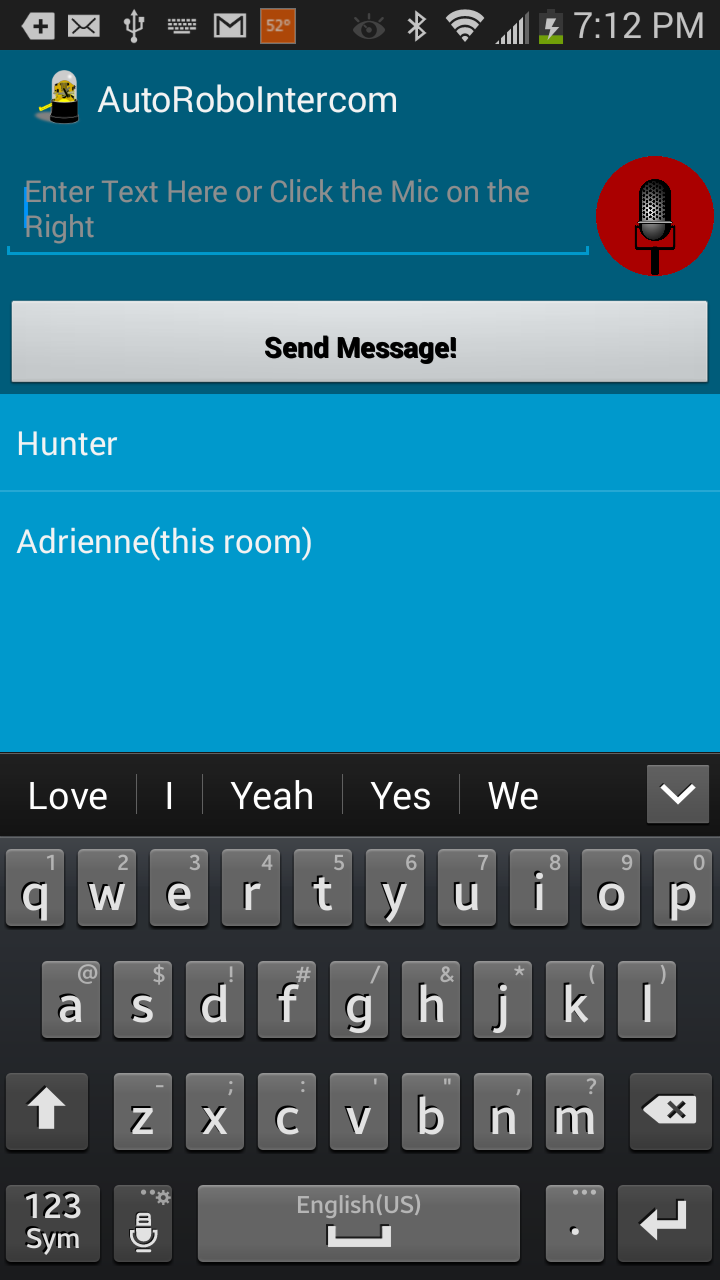 52° 7:12 PM
AutoRoboIntercom
Enter Text Here or Click the Mic on the
Right
Send Message!
Hunter
Adrienne(this room)
Love I Yeah Yes We
1 2 3 4 5 6 7 8 9 0
q w e r t y u i o p
@ $ ! # / & * ( )
a s d f g h j k l
- ; : ' " , ?
z x c v b n m
123 English(US) ...
Sym .